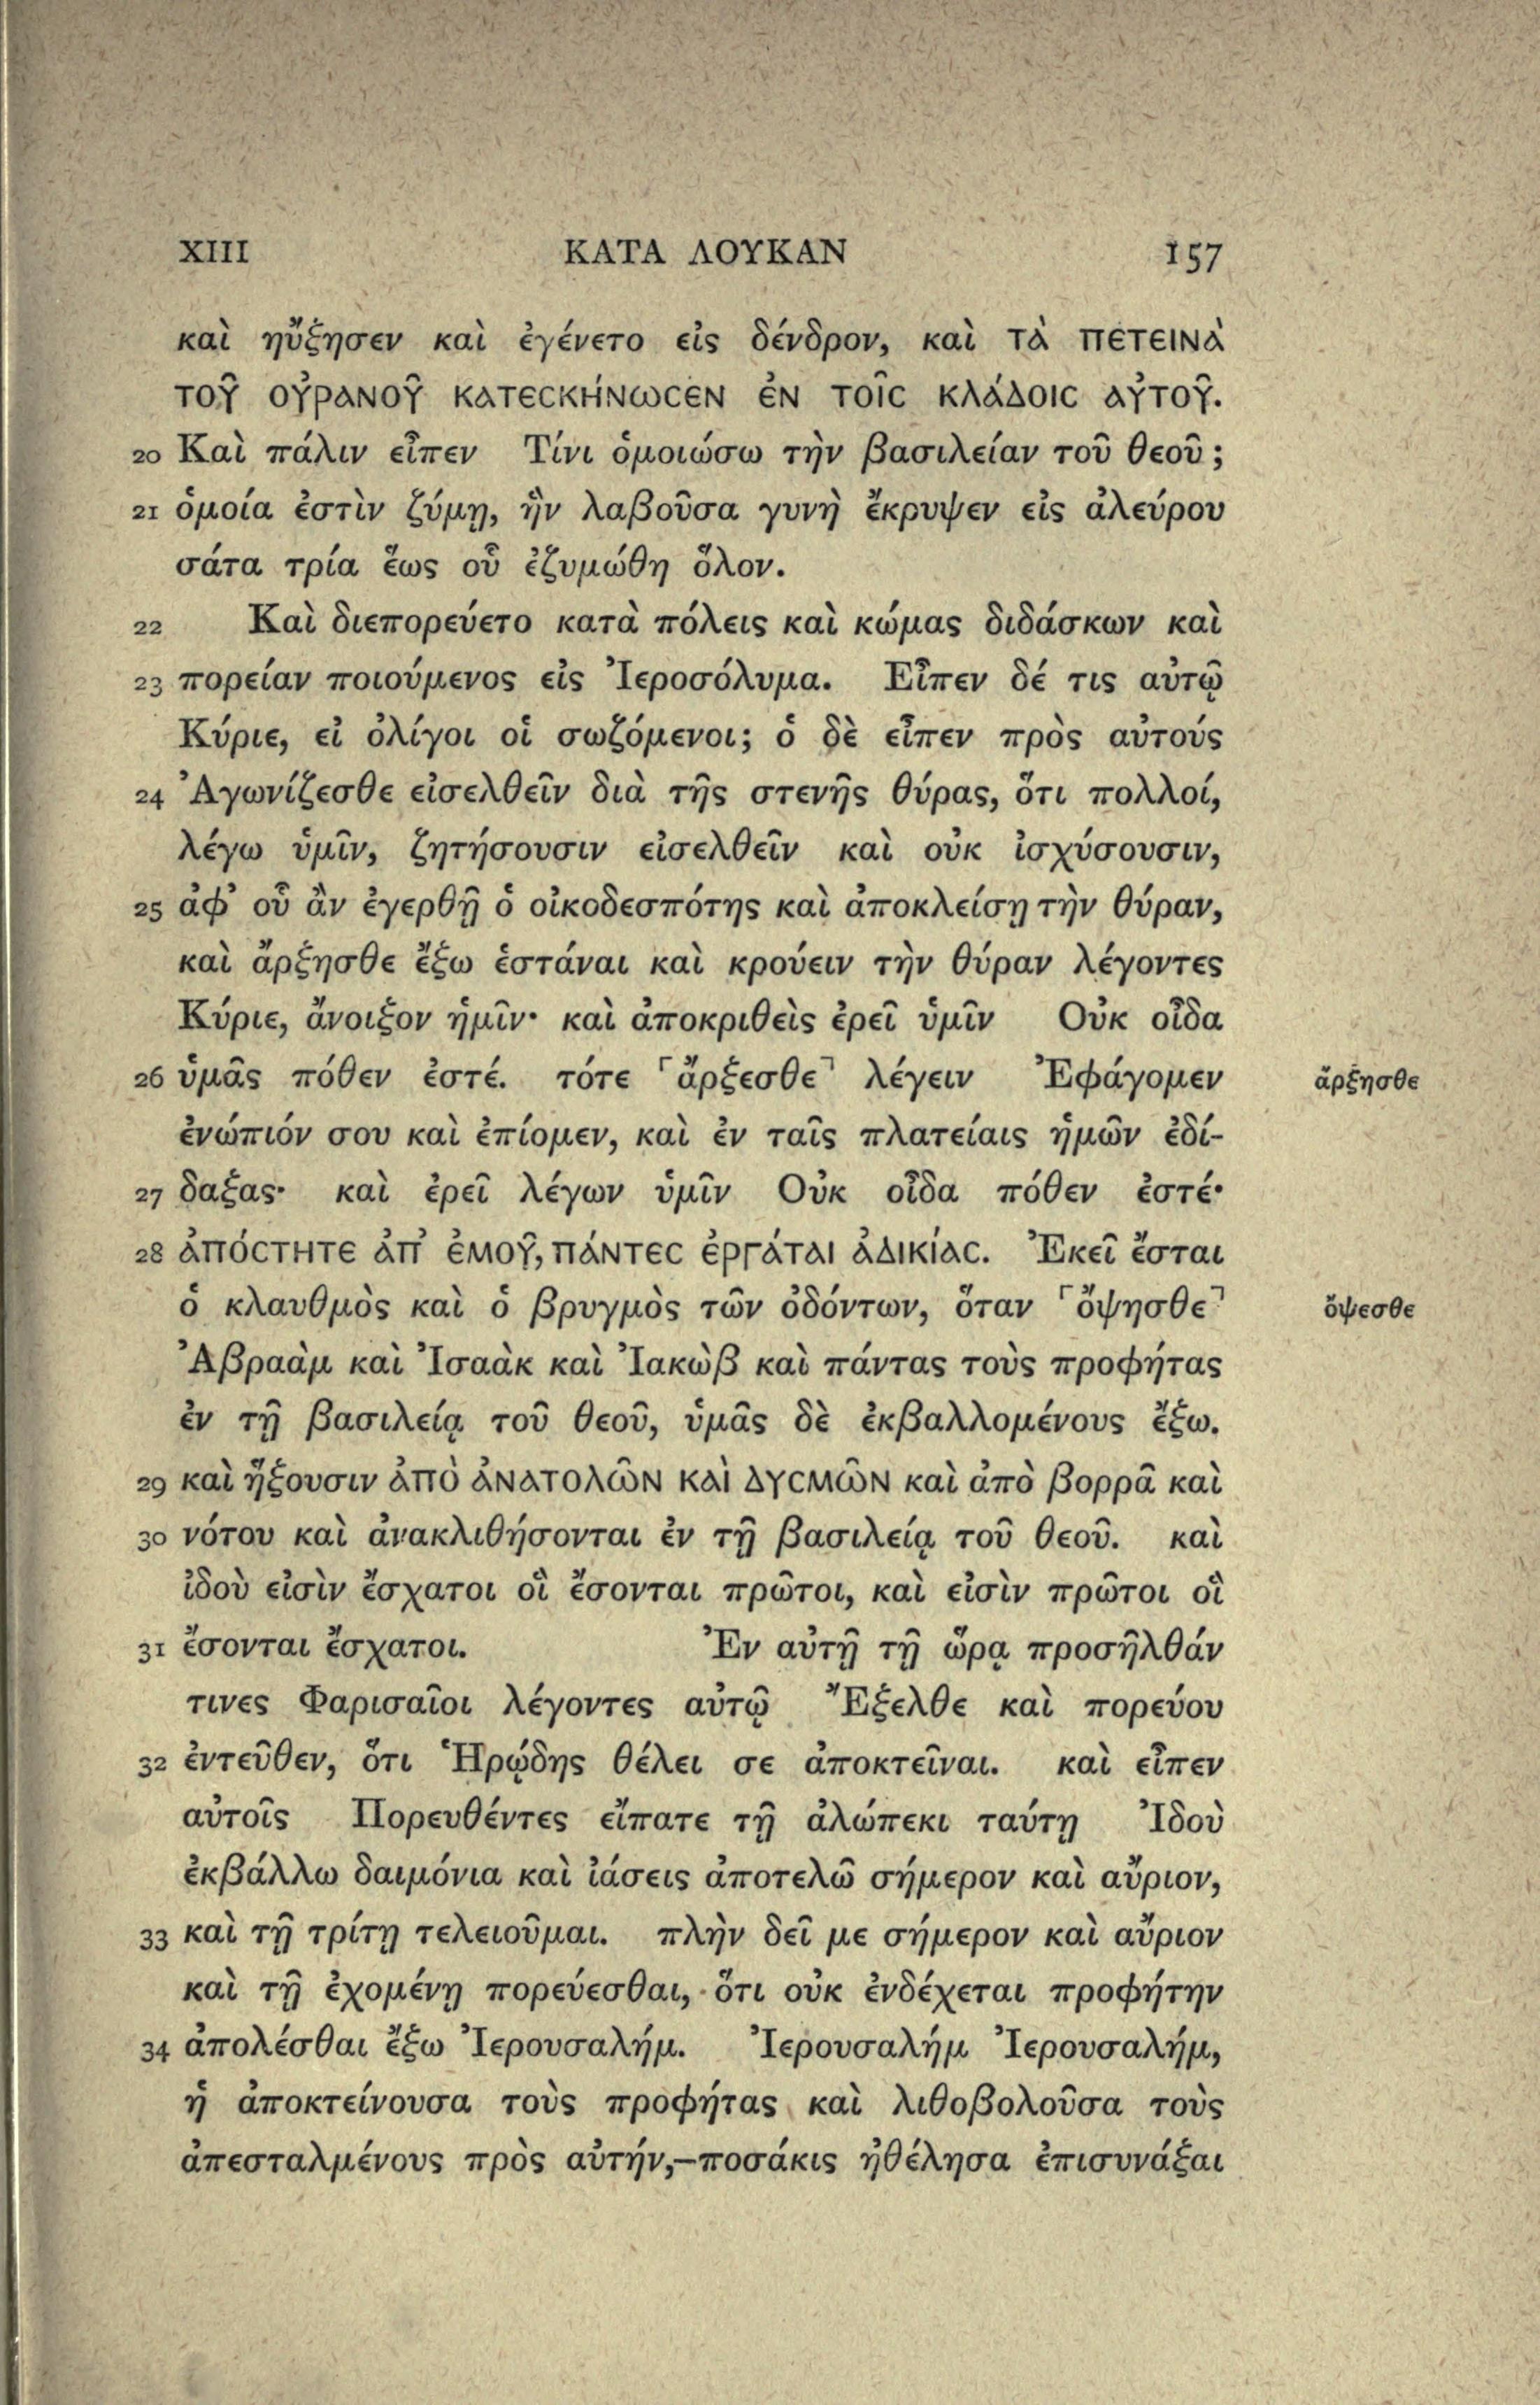 XIII ΚΑΤΑ ΛΟΥΚΑΝ 157
καὶ ηὔξησεν καὶ ἐγένετο εἰς δένδρον, καὶ τὰ πετεινὰ
τοῦ οὐρανοῦ κατεσκήνωσεν ἐν τοῖς κλάδοις αὐτοῦ.
20 Καὶ πάλιν εἶπεν Τίνι ὁμοιώσω τὴν βασιλείαν τοῦ θεοῦ;
21 ὁμοία ἐστὶν ζύμῃ, ἣν λαβοῦσα γυνὴ ἔκρυψεν εἰς ἀλεύρου
σάτα τρία ἕως οὗ ἐζυμώθη ὅλον.
22 Καὶ διεπορεύετο κατὰ πόλεις καὶ κώμας διδάσκων καὶ
23 πορείαν ποιούμενος εἰς Ἰεροσόλυμα. Εἶπεν δέ τις αὐτῷ
Κύριε, εἰ ὀλίγοι οἱ σωζόμενοι; ὁ δὲ εἶπεν πρὸς αὐτούς
24 Ἀγωνίζεσθε εἰσελθεῖν διὰ τῆς στενῆς θύρας, ὅτι πολλοί,
λέγω ὑμῖν, ζητήσουσιν εἰσελθεῖν καὶ οὐκ ἰσχύσουσιν,
25 ἀφ' οὗ ἂν ἐγερθῇ ὁ οἰκοδεσπότης καὶ ἀποκλείσῃ τὴν θύραν,
καὶ ἄρξησθε ἔξω ἑστάναι καὶ κρούειν τὴν θύραν λέγοντες
Κύριε, ἄνοιξον ἡμῖν· καὶ ἀποκριθεὶς ἐρεῖ ὑμῖν Οὐκ οἶδα
26 ὑμᾶς πόθεν ἐστέ. τότε ⌜ἄρξεσθε⌝ λέγειν Ἐφάγομεν ἄρξησθε
ἐνώπιόν σου καὶ ἐπίομεν, καὶ ἐν ταῖς πλατείαις ἡμῶν ἐδί-
27 δαξας· καὶ ἐρεῖ λέγων ὑμῖν Οὐκ οἶδα πόθεν ἐστέ·
28 ἀπόστητε ἀπ' ἐμοῦ, πάντες ἐργάται ἀδικίας. Ἐκεῖ ἔσται
ὁ κλαυθμὸς καὶ ὁ βρυγμὸς τῶν ὀδόντων, ὅταν ⌜ὄψησθε⌝ ὄψεσθε
Ἀβραὰμ καὶ Ἰσαὰκ καὶ Ἰακὼβ καὶ πάντας τοὺς προφήτας
ἐν τῇ βασιλείᾳ τοῦ θεοῦ, ὑμᾶς δὲ ἐκβαλλομένους ἔξω.
29 καὶ ἥξουσιν ἀπὸ ἀνατολῶν καὶ δυσμῶν καὶ ἀπὸ βορρᾶ καὶ
30 νότου καὶ ἀνακλιθήσονται ἐν τῇ βασιλείᾳ τοῦ θεοῦ. καὶ
ἰδοὺ εἰσὶν ἔσχατοι οἳ ἔσονται πρῶτοι, καὶ εἰσὶν πρῶτοι οἳ
31 ἔσονται ἔσχατοι. Ἐν αὐτῇ τῇ ὥρᾳ προσῆλθάν
τινες Φαρισαῖοι λέγοντες αὐτῷ Ἔξελθε καὶ πορεύου
32 ἐντεῦθεν, ὅτι Ἡρῴδης θέλει σε ἀποκτεῖναι. καὶ εἶπεν
αὐτοῖς Πορευθέντες εἴπατε τῇ ἀλώπεκι ταύτῃ Ἰδοὺ
ἐκβάλλω δαιμόνια καὶ ἰάσεις ἀποτελῶ σήμερον καὶ αὔριον,
33 καὶ τῇ τρίτῃ τελειοῦμαι. πλὴν δεῖ με σήμερον καὶ αὔριον
καὶ τῇ ἐχομένῃ πορεύεσθαι, ὅτι οὐκ ἐνδέχεται προφήτην
34 ἀπολέσθαι ἔξω Ἰερουσαλήμ. Ἰερουσαλήμ Ἰερουσαλήμ,
ἡ ἀποκτείνουσα τοὺς προφήτας καὶ λιθοβολοῦσα τοὺς
ἀπεσταλμένους πρὸς αὐτήν,—ποσάκις ἠθέλησα ἐπισυνάξαι